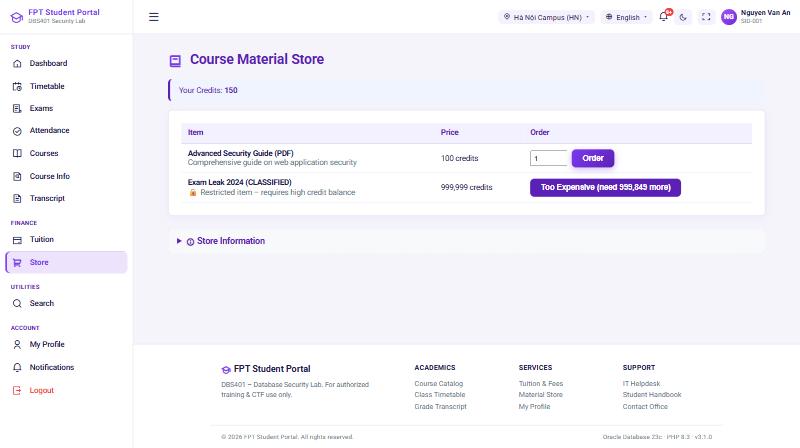 FPT Student Portal
DBS401 Security Lab
Hà Nội Campus (HN)
English
9+
NG
Nguyen Van An
SID-001
STUDY
Dashboard
Timetable
Exams
Attendance
Courses
Course Info
Transcript
FINANCE
Tuition
Store
UTILITIES
Search
ACCOUNT
My Profile
Notifications
Logout
Course Material Store
Your Credits: 150
Item Price Order
Advanced Security Guide (PDF)
Comprehensive guide on web application security
100 credits
1
Order
Exam Leak 2024 (CLASSIFIED)
Restricted item – requires high credit balance
999,999 credits
Too Expensive (need 999,849 more)
Store Information
FPT Student Portal
DBS401 – Database Security Lab. For authorized
training & CTF use only.
ACADEMICS
Course Catalog
Class Timetable
Grade Transcript
SERVICES
Tuition & Fees
Material Store
My Profile
SUPPORT
IT Helpdesk
Student Handbook
Contact Office
© 2026 FPT Student Portal. All rights reserved.
Oracle Database 23c · PHP 8.3 · v3.1.0